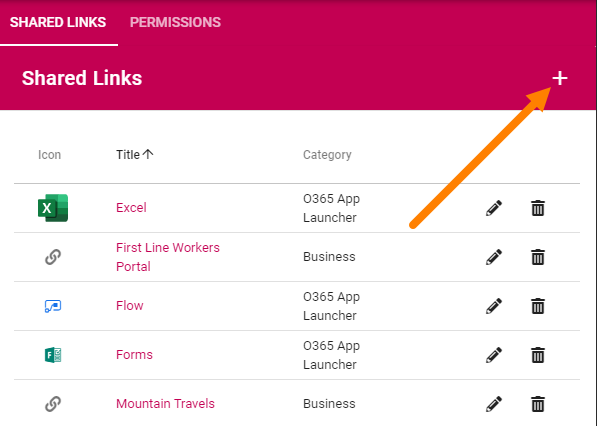 SHARED LINKS PERMISSIONS
Shared Links +
Icon Title Category
Excel O365 App
Launcher
First Line Workers
Portal Business
Flow O365 App
Launcher
Forms O365 App
Launcher
Mountain Travels Business